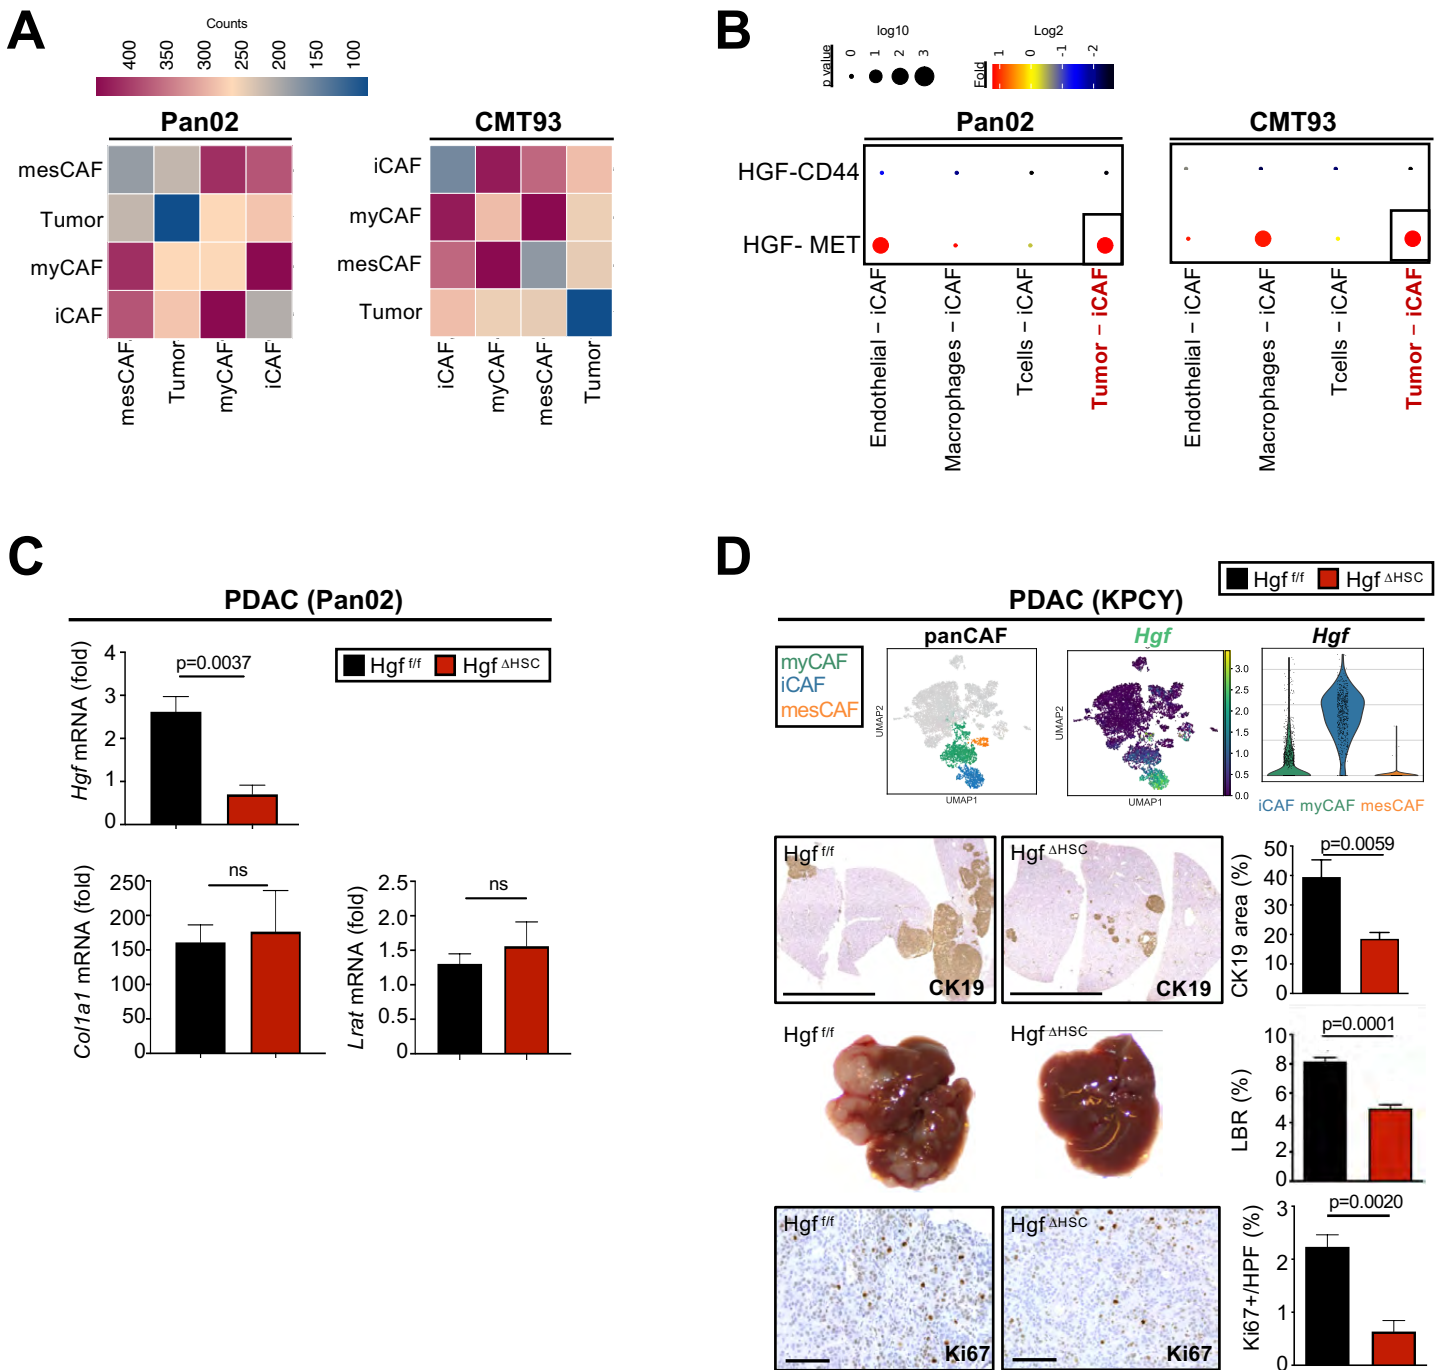 A
Counts
400 350 300 250 200 150 100
Pan02
mesCAF
Tumor
myCAF
iCAF
mesCAF Tumor myCAF iCAF
CMT93
iCAF
myCAF
mesCAF
Tumor
iCAF myCAF mesCAF Tumor
B
log10
p value 0 1 2 3
Log2
Fold 1 0 -1 -2
Pan02 CMT93
HGF-CD44
HGF- MET
Endothelial – iCAF Macrophages – iCAF Tcells – iCAF Tumor – iCAF
Endothelial – iCAF Macrophages – iCAF Tcells – iCAF Tumor – iCAF
C
PDAC (Pan02)
Hgf f/f Hgf ΔHSC
Hgf mRNA (fold)
4
3
2
1
0
p=0.0037
Col1a1 mRNA (fold)
250
200
150
100
50
0
ns
Lrat mRNA (fold)
2.5
2.0
1.5
1.0
0.5
0
ns
D
Hgf f/f Hgf ΔHSC
PDAC (KPCY)
myCAF
iCAF
mesCAF
panCAF
UMAP2
UMAP1
Hgf
UMAP2
UMAP1
3.0
2.5
2.0
1.5
1.0
0.5
0.0
Hgf
iCAF myCAF mesCAF
Hgf f/f
CK19
Hgf ΔHSC
CK19
CK19 area (%)
50
40
30
20
10
0
p=0.0059
Hgf f/f
Hgf ΔHSC
LBR (%)
10
8
6
4
2
0
p=0.0001
Hgf f/f
Ki67
Hgf ΔHSC
Ki67
Ki67+/HPF (%)
3
2
1
0
p=0.0020